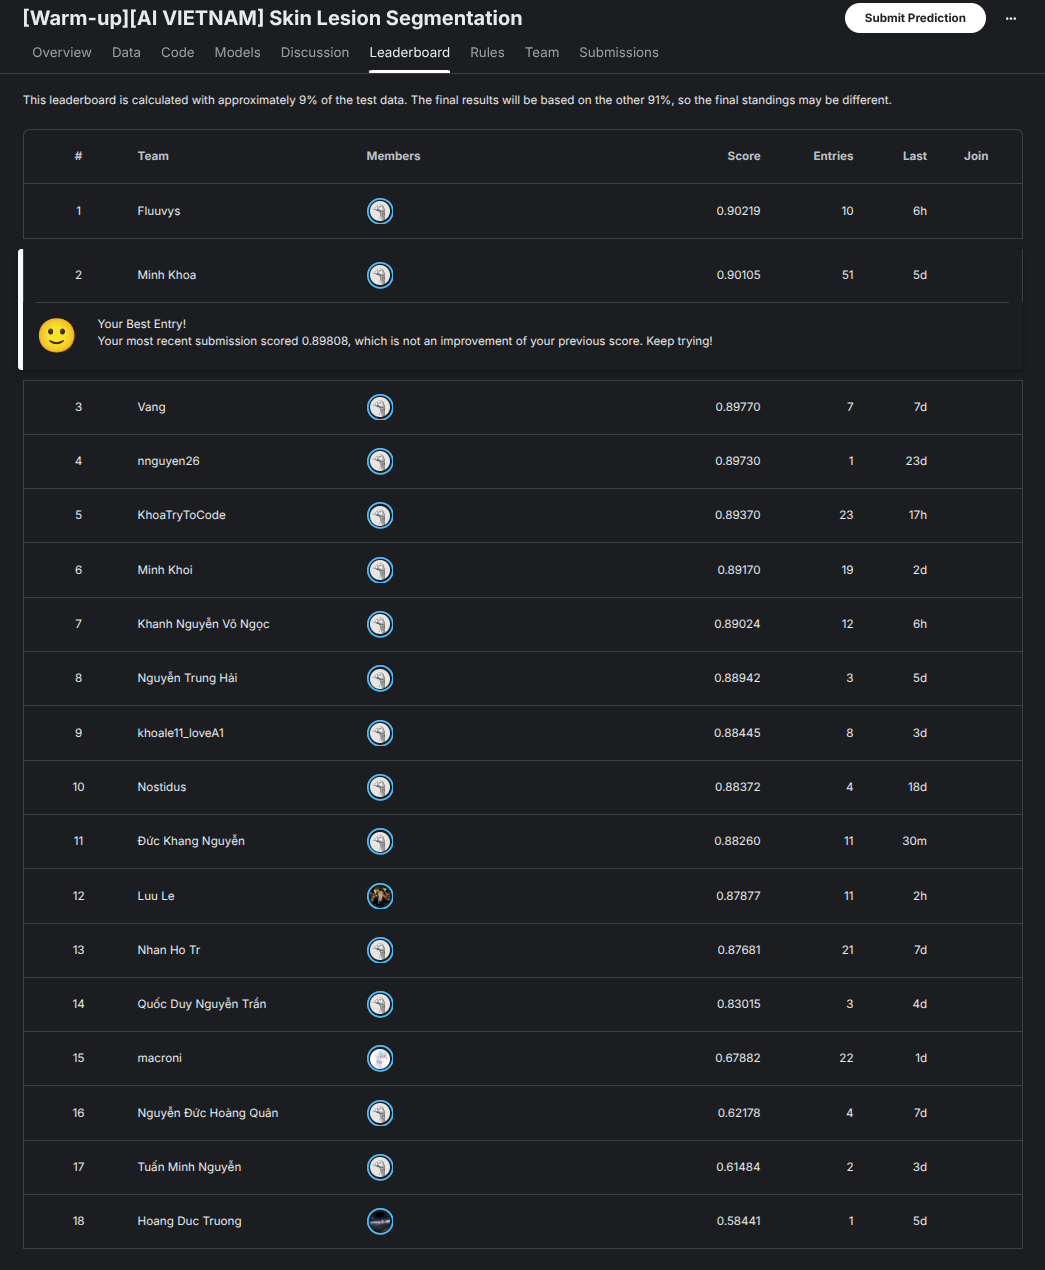 [Warm-up][AI VIETNAM] Skin Lesion Segmentation
Submit Prediction
Overview Data Code Models Discussion Leaderboard Rules Team Submissions
This leaderboard is calculated with approximately 9% of the test data. The final results will be based on the other 91%, so the final standings may be different.
# Team Members Score Entries Last Join
1 Fluuvys 0.90219 10 6h
2 Minh Khoa 0.90105 51 5d
Your Best Entry!
Your most recent submission scored 0.89808, which is not an improvement of your previous score. Keep trying!
3 Vang 0.89770 7 7d
4 nnguyen26 0.89730 1 23d
5 KhoaTryToCode 0.89370 23 17h
6 Minh Khoi 0.89170 19 2d
7 Khanh Nguyễn Võ Ngọc 0.89024 12 6h
8 Nguyễn Trung Hải 0.88942 3 5d
9 khoale11_loveA1 0.88445 8 3d
10 Nostidus 0.88372 4 18d
11 Đức Khang Nguyễn 0.88260 11 30m
12 Luu Le 0.87877 11 2h
13 Nhan Ho Tr 0.87681 21 7d
14 Quốc Duy Nguyễn Trần 0.83015 3 4d
15 macroni 0.67882 22 1d
16 Nguyễn Đức Hoàng Quân 0.62178 4 7d
17 Tuấn Minh Nguyễn 0.61484 2 3d
18 Hoang Duc Truong 0.58441 1 5d